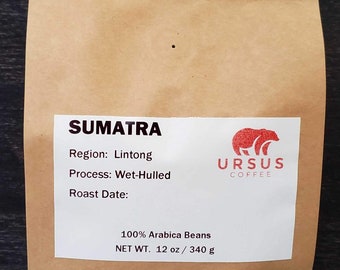 SUMATRA
URSUS
COFFEE
Region: Lintong
Process: Wet-Hulled
Roast Date:
100% Arabica Beans
NET WT. 12 oz / 340 g